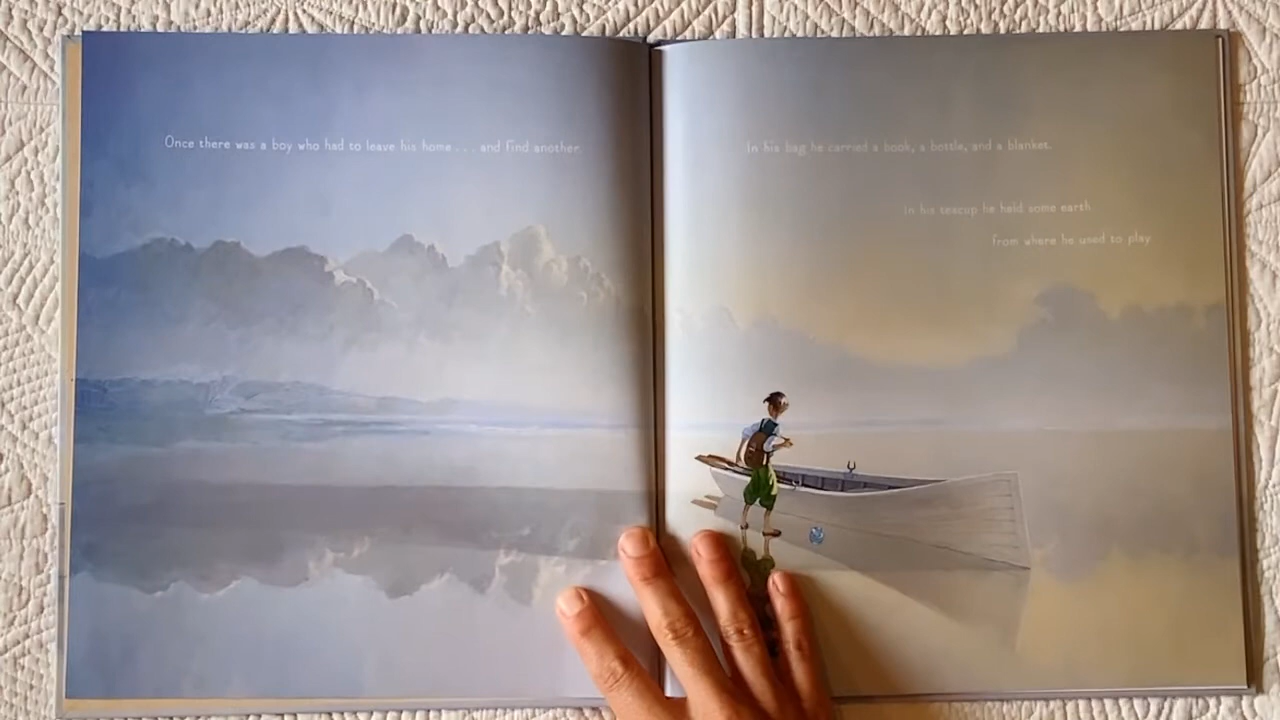 Once there was a boy who had to leave his home . . . and find another.
In his bag he carried a book, a bottle, and a blanket.
In his teacup he held some earth
from where he used to play